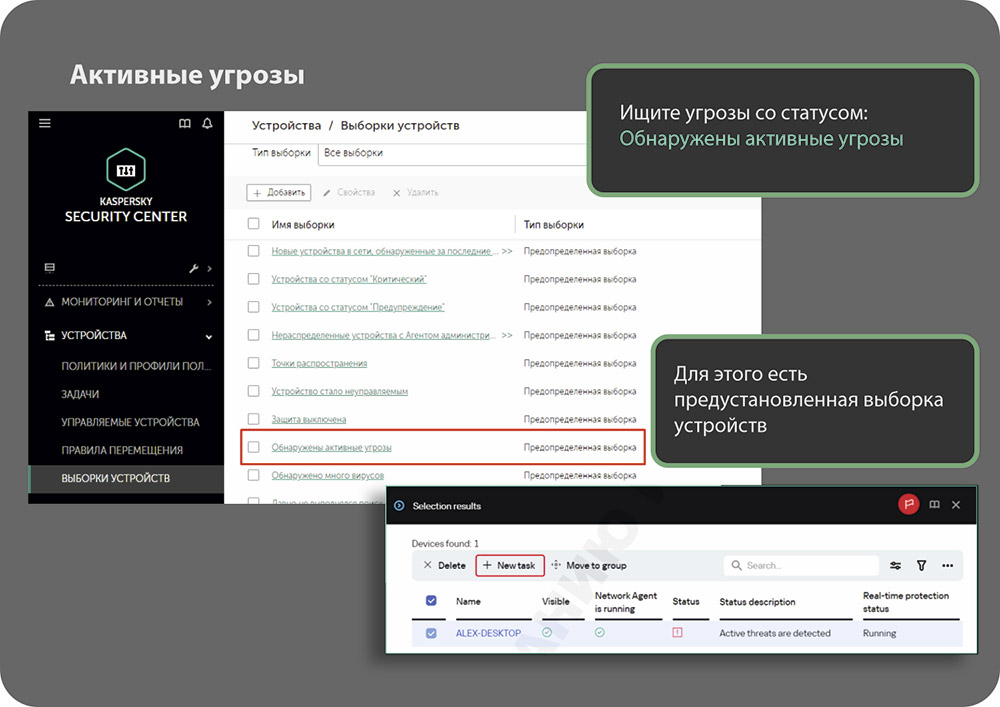 Активные угрозы
Ищите угрозы со статусом:
Обнаружены активные угрозы
KASPERSKY
SECURITY CENTER
МОНИТОРИНГ И ОТЧЕТЫ
УСТРОЙСТВА
ПОЛИТИКИ И ПРОФИЛИ ПОЛ...
ЗАДАЧИ
УПРАВЛЯЕМЫЕ УСТРОЙСТВА
ПРАВИЛА ПЕРЕМЕЩЕНИЯ
ВЫБОРКИ УСТРОЙСТВ
Устройства / Выборки устройств
Тип выборки Все выборки
+ Добавить Свойства × Удалить
Имя выборки Тип выборки
Новые устройства в сети, обнаруженные за последние ... >> Предопределенная выборка
Устройства со статусом "Критический" Предопределенная выборка
Устройства со статусом "Предупреждение" Предопределенная выборка
Нераспределенные устройства с Агентом администри... >> Предопределенная выборка
Точки распространения Предопределенная выборка
Устройство стало неуправляемым Предопределенная выборка
Защита выключена Предопределенная выборка
Обнаружены активные угрозы Предопределенная выборка
Обнаружено много вирусов Предопределенная выборка
Для этого есть
предустановленная выборка
устройств
Selection results
Devices found: 1
× Delete + New task Move to group Search...
Name Visible Network Agent is running Status Status description Real-time protection status
ALEX-DESKTOP Active threats are detected Running